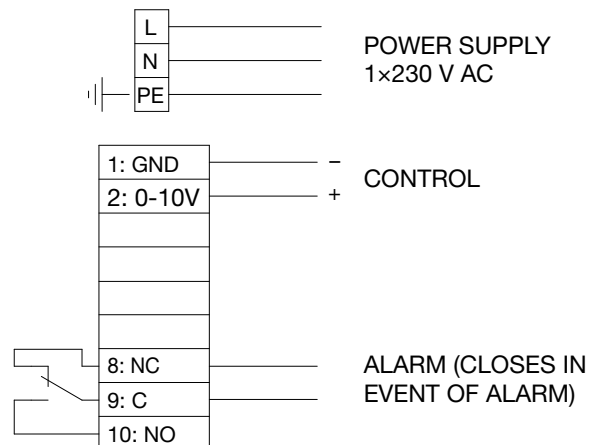 L
N
PE
POWER SUPPLY
1×230 V AC
1: GND
2: 0-10V
−
+
CONTROL
8: NC
9: C
10: NO
ALARM (CLOSES IN
EVENT OF ALARM)